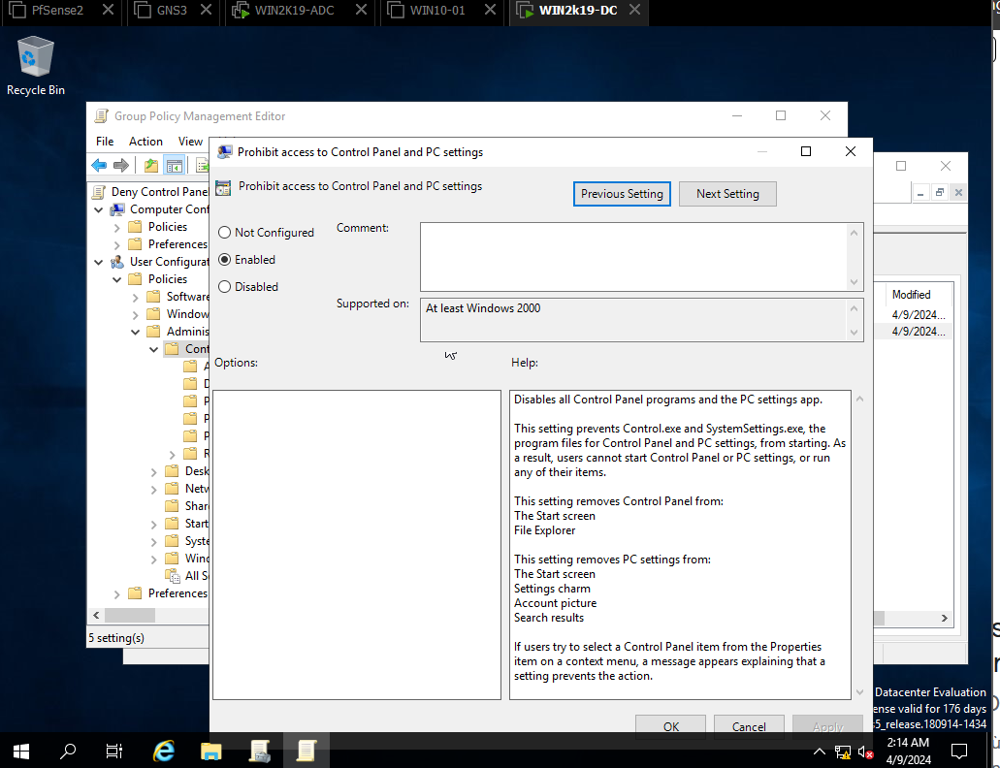 PfSense2
GNS3
WIN2K19-ADC
WIN10-01
WIN2k19-DC
Recycle Bin
Group Policy Management Editor
File Action View
Prohibit access to Control Panel and PC settings
Prohibit access to Control Panel and PC settings
Previous Setting
Next Setting
Not Configured
Enabled
Disabled
Comment:
Supported on:
At least Windows 2000
Options:
Help:
Disables all Control Panel programs and the PC settings app.
This setting prevents Control.exe and SystemSettings.exe, the
program files for Control Panel and PC settings, from starting. As
a result, users cannot start Control Panel or PC settings, or run
any of their items.
This setting removes Control Panel from:
The Start screen
File Explorer
This setting removes PC settings from:
The Start screen
Settings charm
Account picture
Search results
If users try to select a Control Panel item from the Properties
item on a context menu, a message appears explaining that a
setting prevents the action.
OK
Cancel
Apply
Deny Control Panel
Computer Conf
Policies
Preferences
User Configurat
Policies
Software
Window
Adminis
Cont
A
D
P
P
P
R
Desk
Netw
Shar
Start
Syste
Wind
All S
Preferences
5 setting(s)
Modified
4/9/2024...
4/9/2024...
Datacenter Evaluation
ense valid for 176 days
5_release.180914-1434
2:14 AM
4/9/2024